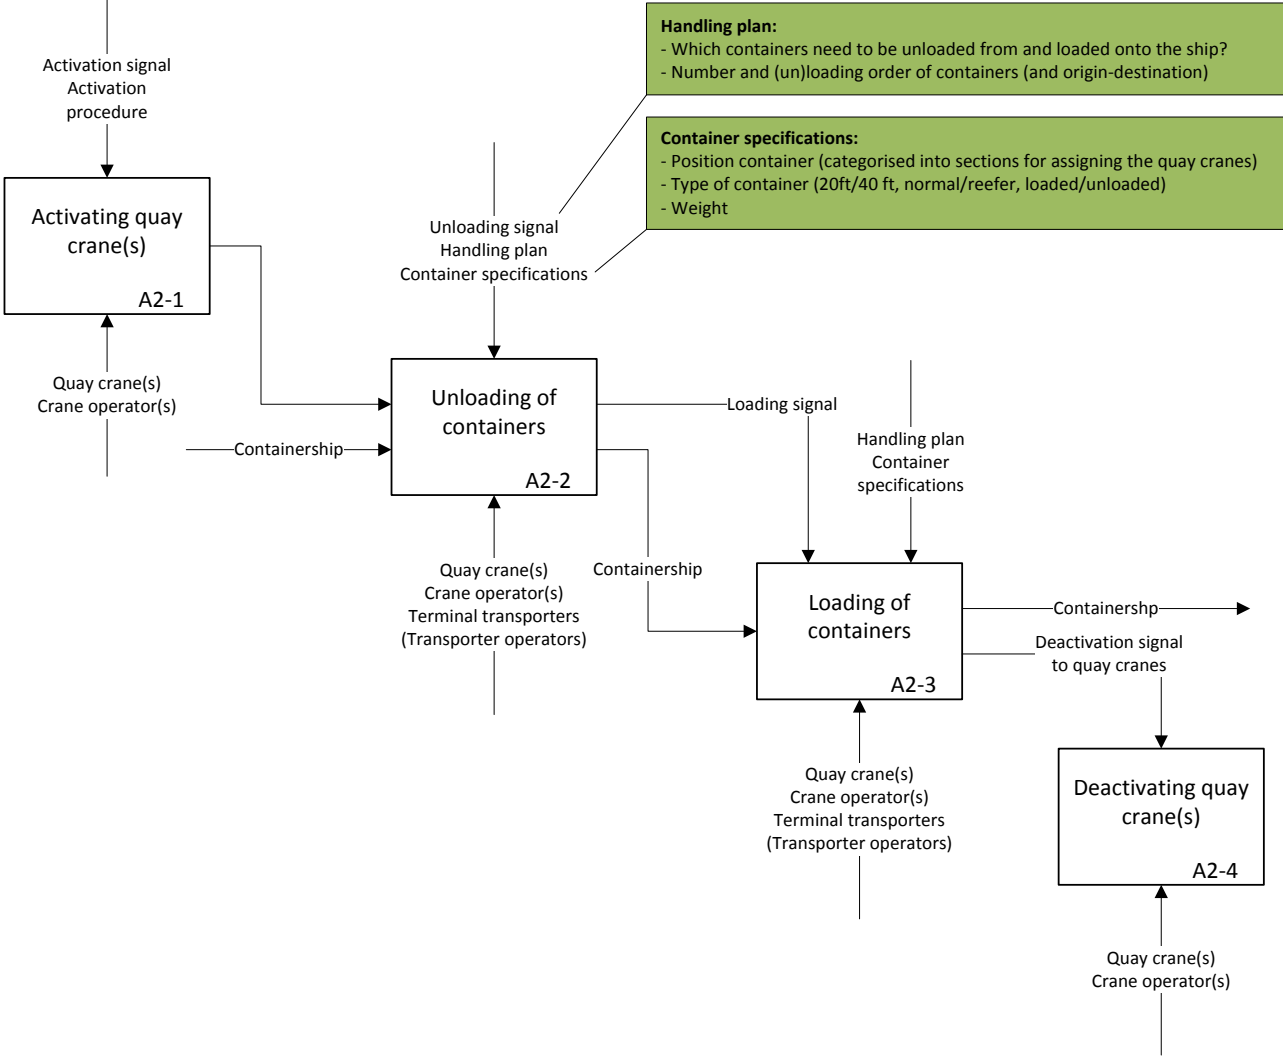 Handling plan:
- Which containers need to be unloaded from and loaded onto the ship?
- Number and (un)loading order of containers (and origin-destination)
Activation signal
Activation
procedure
Container specifications:
- Position container (categorised into sections for assigning the quay cranes)
- Type of container (20ft/40 ft, normal/reefer, loaded/unloaded)
- Weight
Activating quay
crane(s)
A2-1
Unloading signal
Handling plan
Container specifications
Quay crane(s)
Crane operator(s)
Containership
Unloading of
containers
A2-2
Loading signal
Handling plan
Container
specifications
Quay crane(s)
Crane operator(s)
Terminal transporters
(Transporter operators)
Containership
Loading of
containers
A2-3
Containershp
Deactivation signal
to quay cranes
Quay crane(s)
Crane operator(s)
Terminal transporters
(Transporter operators)
Deactivating quay
crane(s)
A2-4
Quay crane(s)
Crane operator(s)